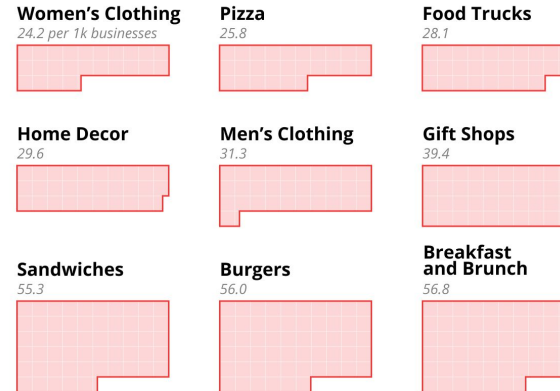 Women’s Clothing
24.2 per 1k businesses
Pizza
25.8
Food Trucks
28.1
Home Decor
29.6
Men’s Clothing
31.3
Gift Shops
39.4
Sandwiches
55.3
Burgers
56.0
Breakfast
and Brunch
56.8